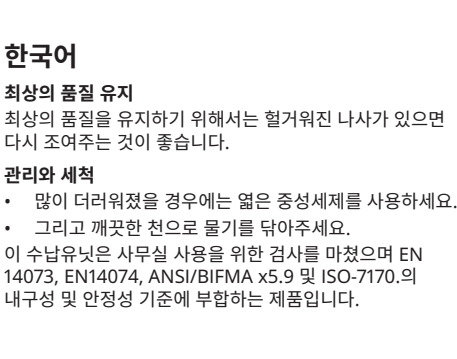 한국어
최상의 품질 유지
최상의 품질을 유지하기 위해서는 헐거워진 나사가 있으면
다시 조여주는 것이 좋습니다.
관리와 세척
• 많이 더러워졌을 경우에는 엷은 중성세제를 사용하세요.
• 그리고 깨끗한 천으로 물기를 닦아주세요.
이 수납유닛은 사무실 사용을 위한 검사를 마쳤으며 EN
14073, EN14074, ANSI/BIFMA x5.9 및 ISO-7170.의
내구성 및 안정성 기준에 부합하는 제품입니다.